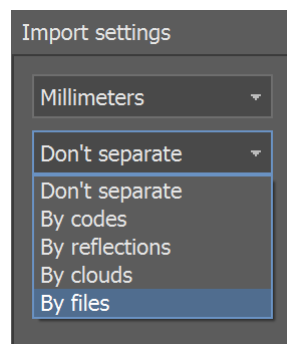 Import settings
Millimeters
Don't separate
Don't separate
By codes
By reflections
By clouds
By files